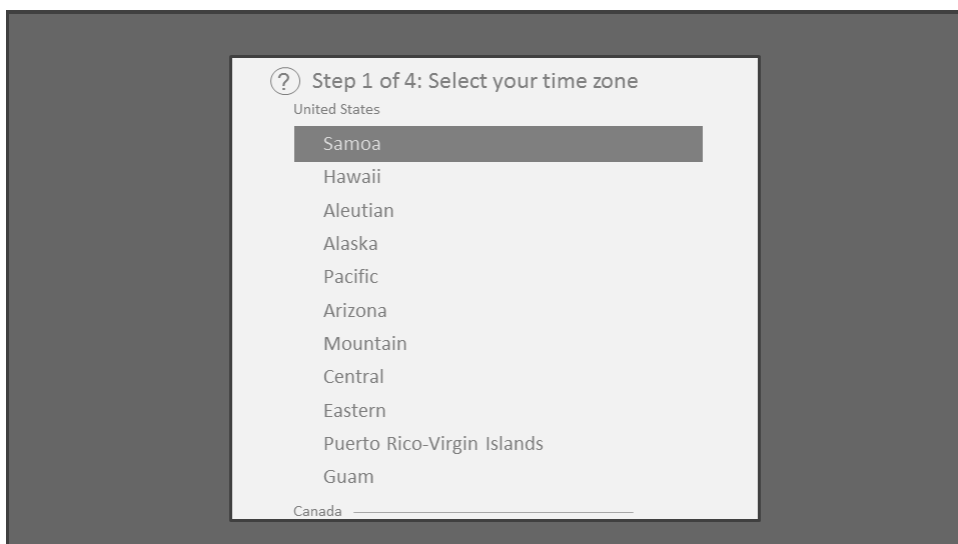 ? Step 1 of 4: Select your time zone
United States
Samoa
Hawaii
Aleutian
Alaska
Pacific
Arizona
Mountain
Central
Eastern
Puerto Rico-Virgin Islands
Guam
Canada